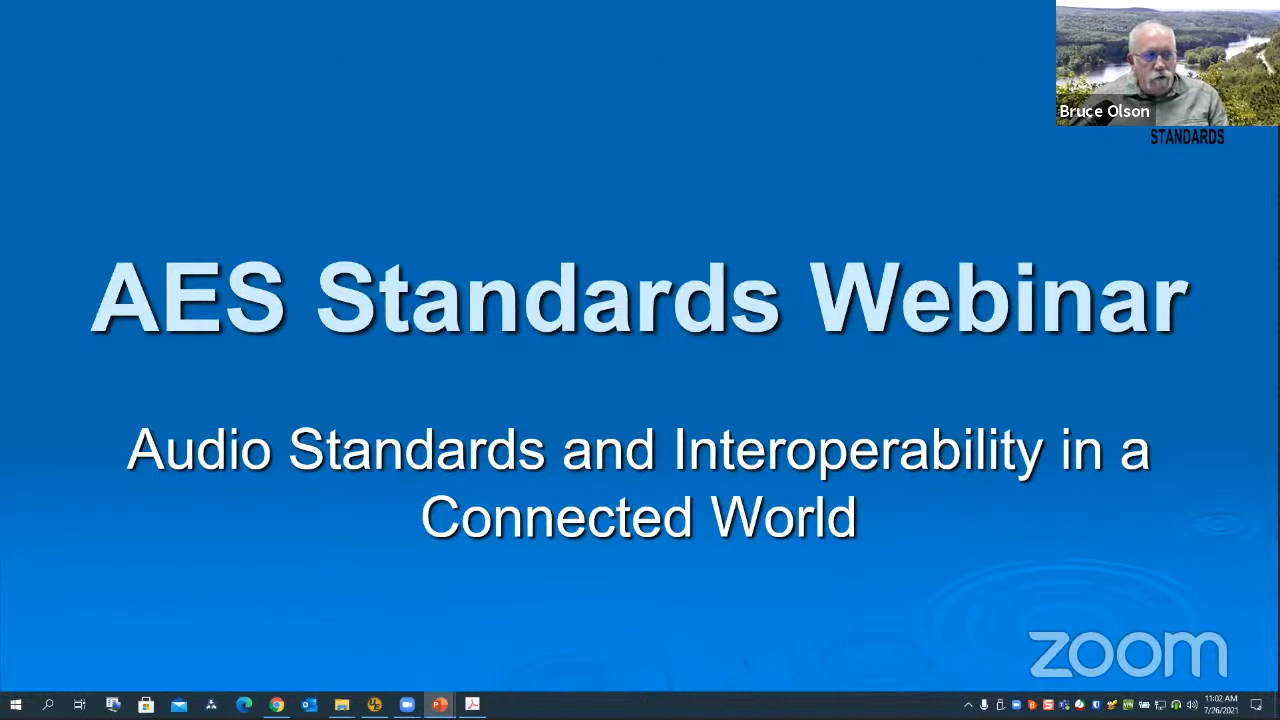 Bruce Olson
STANDARDS
AES Standards Webinar
Audio Standards and Interoperability in a
Connected World
zoom
11:02 AM
7/26/2021